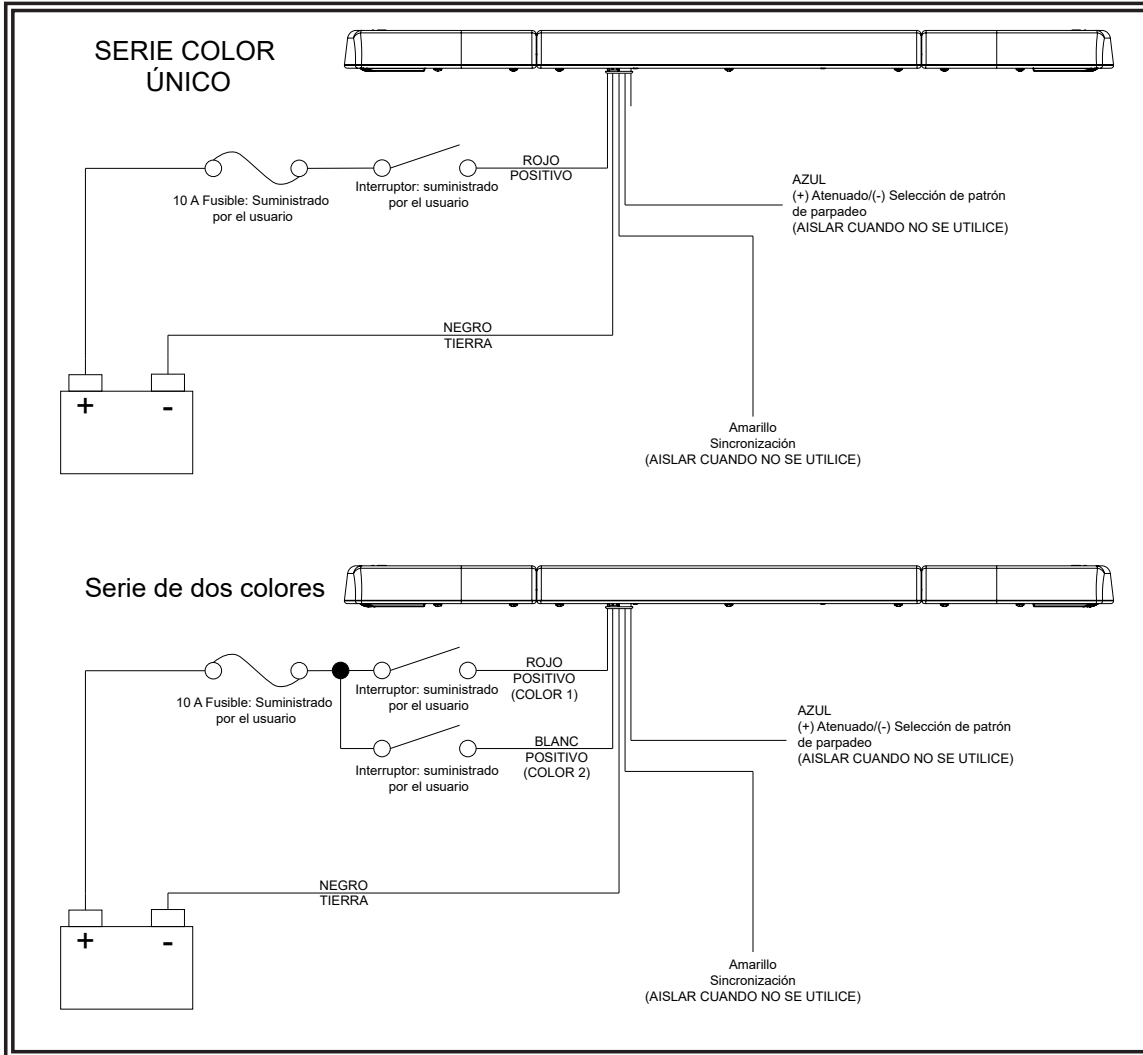 SERIE COLOR
ÚNICO
10 A Fusible: Suministrado
por el usuario
Interruptor: suministrado
por el usuario
ROJO
POSITIVO
AZUL
(+) Atenuado/(-) Selección de patrón
de parpadeo
(AISLAR CUANDO NO SE UTILICE)
NEGRO
TIERRA
+ -
Amarillo
Sincronización
(AISLAR CUANDO NO SE UTILICE)
Serie de dos colores
10 A Fusible: Suministrado
por el usuario
Interruptor: suministrado
por el usuario
ROJO
POSITIVO
(COLOR 1)
Interruptor: suministrado
por el usuario
BLANC
POSITIVO
(COLOR 2)
AZUL
(+) Atenuado/(-) Selección de patrón
de parpadeo
(AISLAR CUANDO NO SE UTILICE)
NEGRO
TIERRA
+ -
Amarillo
Sincronización
(AISLAR CUANDO NO SE UTILICE)